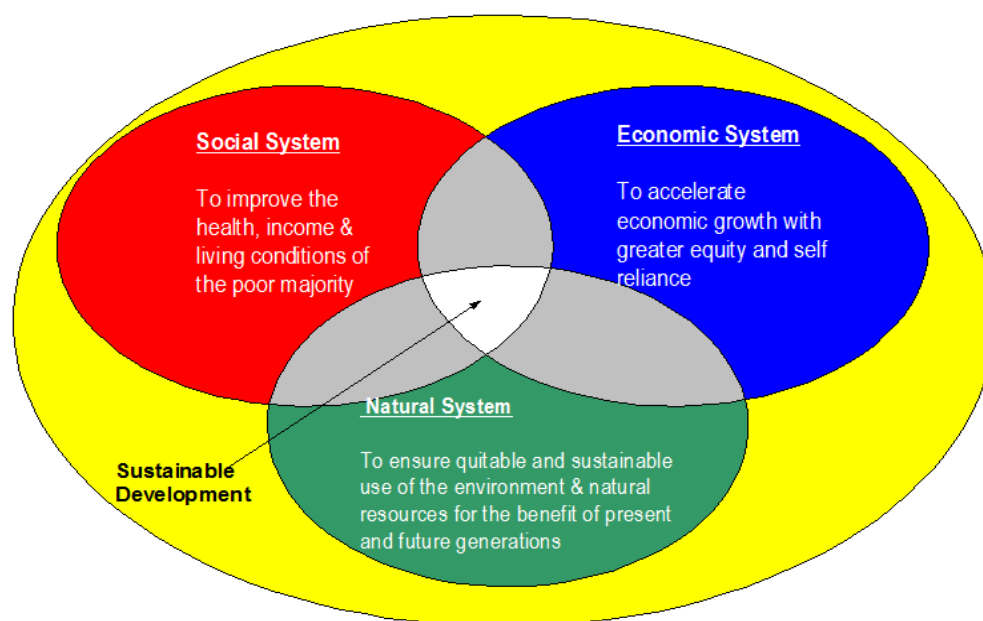 Social System
To improve the
health, income &
living conditions of
the poor majority
Economic System
To accelerate
economic growth with
greater equity and self
reliance
Natural System
To ensure quitable and sustainable
use of the environment & natural
resources for the benefit of present
and future generations
Sustainable
Development